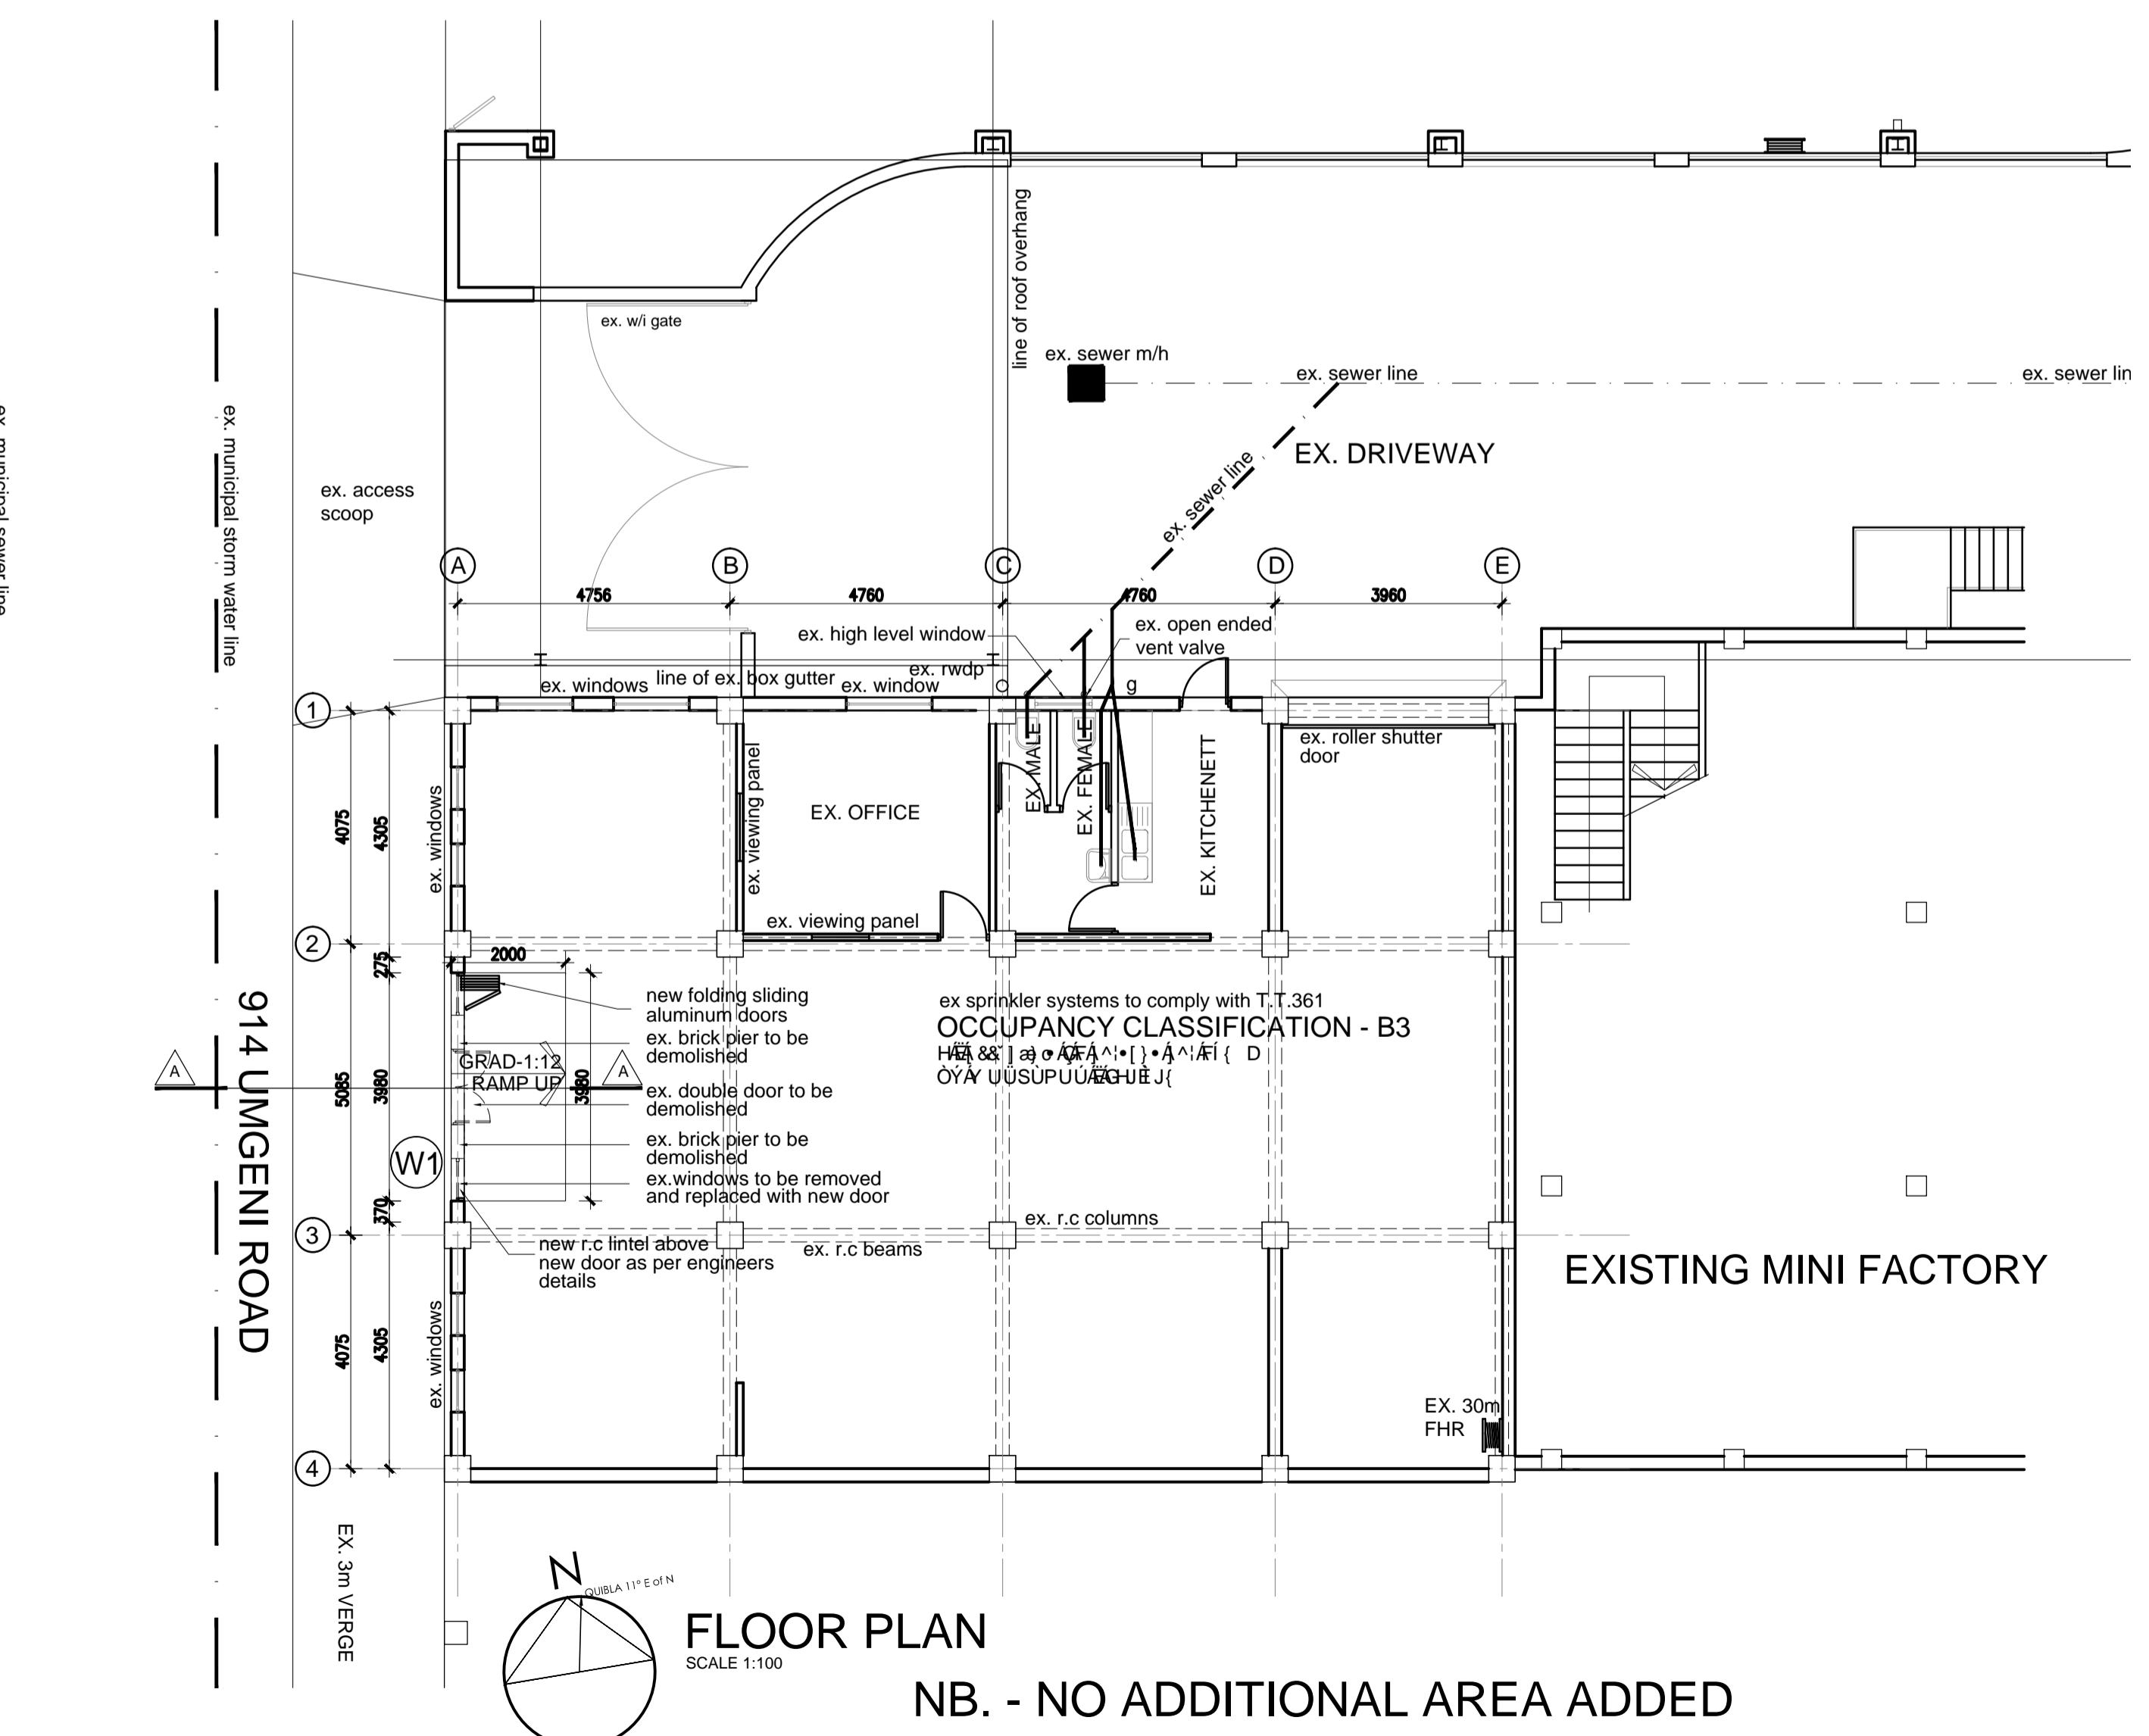 ex. w/i gate
line of roof overhang
ex. sewer m/h
ex. sewer line
ex. sewer lin
EX. DRIVEWAY
ex. sewer line
ex. municipal sewer line
ex. municipal storm water line
ex. access
scoop
A
B
C
D
E
4756
4760
4760
3960
ex. high level window
ex. open ended
vent valve
ex. rwdp
line of ex. box gutter
ex. windows
ex. window
g
1
2
3
4
4075
5085
4075
4305
275
3980
370
4305
ex. windows
ex. viewing panel
EX. OFFICE
ex. viewing panel
EX. MALE
EX. FEMALE
EX. KITCHENETT
ex. roller shutter
door
2000
3980
new folding sliding
aluminum doors
ex. brick pier to be
demolished
GRAD-1:12
RAMP UP
A
A
ex. double door to be
demolished
ex. brick pier to be
demolished
ex.windows to be removed
and replaced with new door
W1
new r.c lintel above
new door as per engineers
details
ex sprinkler systems to comply with T.T.361
OCCUPANCY CLASSIFICATION - B3
ex. r.c columns
ex. r.c beams
ex. windows
914 UMGENI ROAD
EXISTING MINI FACTORY
EX. 30m
FHR
EX. 3m VERGE
N
QUIBLA 11° E of N
FLOOR PLAN
SCALE 1:100
NB. - NO ADDITIONAL AREA ADDED